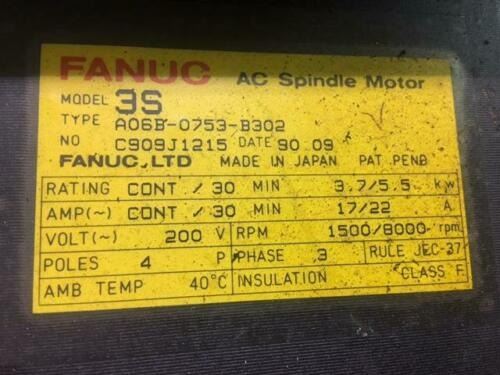 FANUC AC Spindle Motor
MODEL 3S
TYPE A06B-0753-B302
NO C909J1215 DATE 90.09
FANUC,LTD MADE IN JAPAN PAT. PEND
RATING CONT / 30 MIN 3.7/5.5 KW
AMP(~) CONT / 30 MIN 17/22 A
VOLT(~) 200 V RPM 1500/8000 rpm
POLES 4 P PHASE 3 RULE JEC-37
AMB TEMP 40°C INSULATION CLASS F